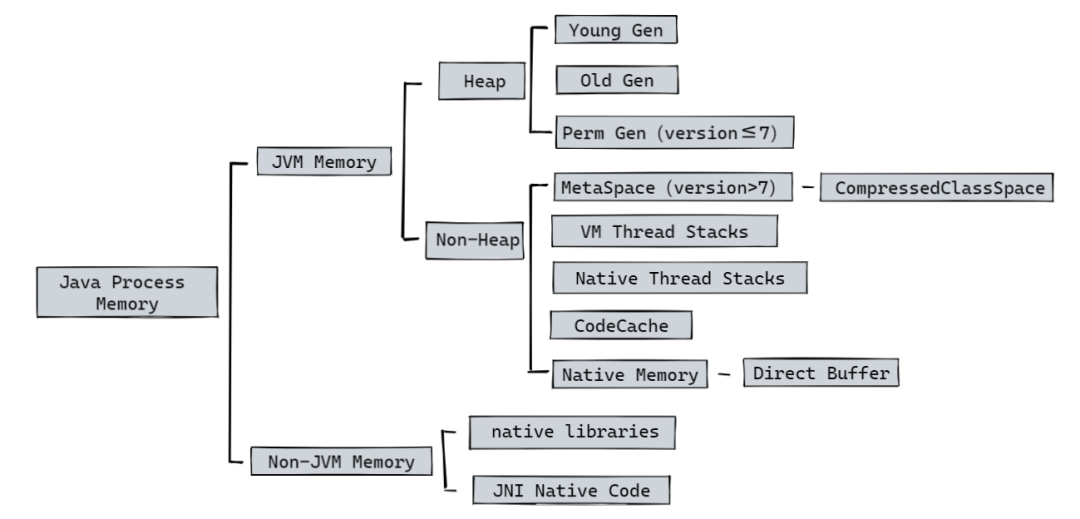 Young Gen
Heap
Old Gen
Perm Gen (version≤7)
JVM Memory
MetaSpace (version>7)
CompressedClassSpace
VM Thread Stacks
Non-Heap
Native Thread Stacks
Java Process
Memory
CodeCache
Native Memory
Direct Buffer
native libraries
Non-JVM Memory
JNI Native Code